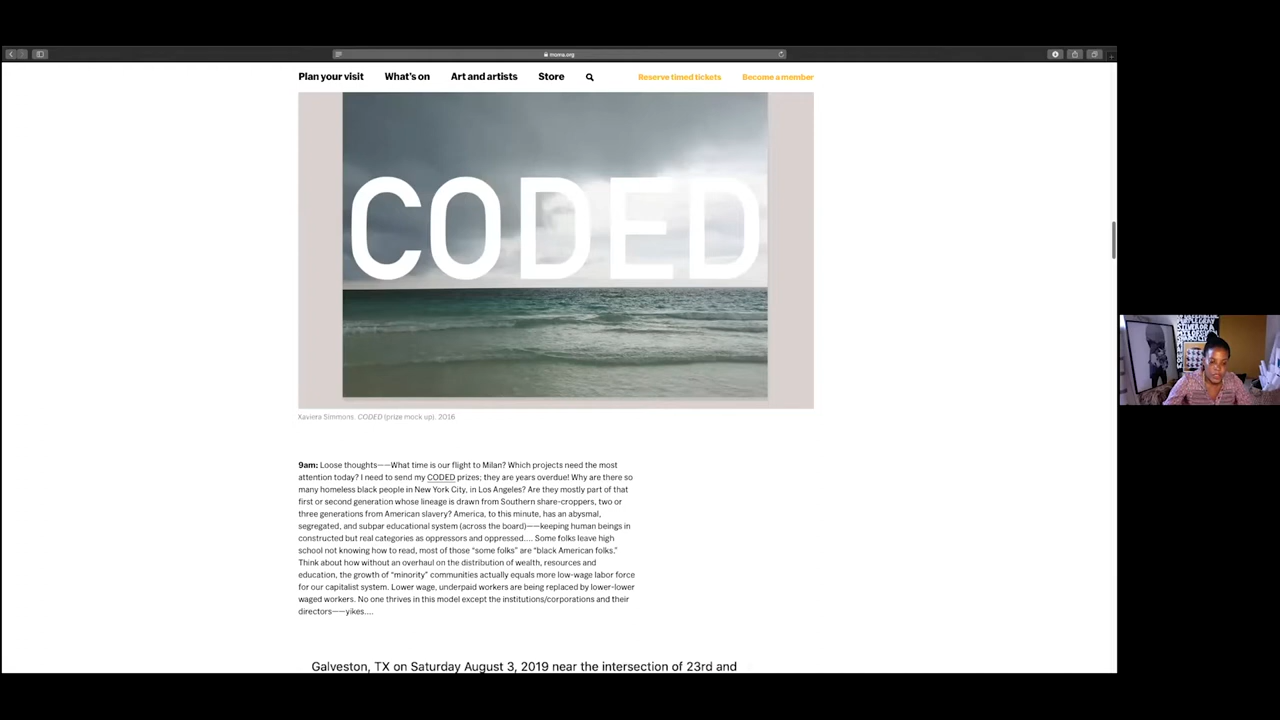 moma.org
Plan your visit
What's on
Art and artists
Store
Reserve timed tickets
Become a member
CODED
Xaviera Simmons. CODED (prize mock up). 2016
9am: Loose thoughts——What time is our flight to Milan? Which projects need the most
attention today? I need to send my CODED prizes; they are years overdue! Why are there so
many homeless black people in New York City, in Los Angeles? Are they mostly part of that
first or second generation whose lineage is drawn from Southern share-croppers, two or
three generations from American slavery? America, to this minute, has an abysmal,
segregated, and subpar educational system (across the board)——keeping human beings in
constructed but real categories as oppressors and oppressed.... Some folks leave high
school not knowing how to read, most of those "some folks" are "black American folks."
Think about how without an overhaul on the distribution of wealth, resources and
education, the growth of "minority" communities actually equals more low-wage labor force
for our capitalist system. Lower wage, underpaid workers are being replaced by lower-lower
waged workers. No one thrives in this model except the institutions/corporations and their
directors——yikes....
Galveston, TX on Saturday August 3, 2019 near the intersection of 23rd and